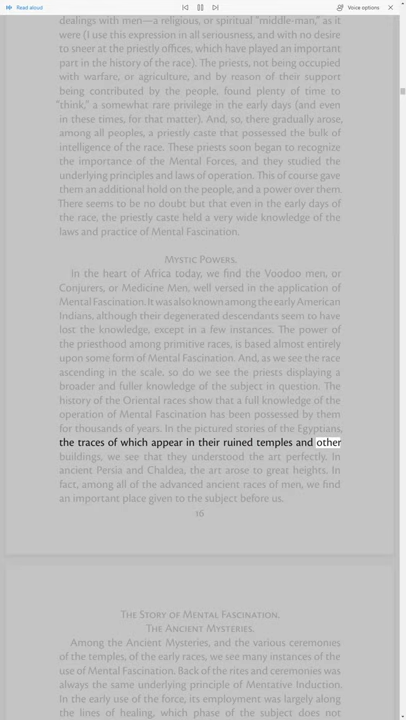 Read aloud
Voice options
dealings with men—a religious, or spiritual "middle-man," as it
were (I use this expression in all seriousness, and with no desire
to sneer at the priestly offices, which have played an important
part in the history of the race). The priests, not being occupied
with warfare, or agriculture, and by reason of their support
being contributed by the people, found plenty of time to
"think," a somewhat rare privilege in the early days (and even
in these times, for that matter). And, so, there gradually arose,
among all peoples, a priestly caste that possessed the bulk of
intelligence of the race. These priests soon began to recognize
the importance of the Mental Forces, and they studied the
underlying principles and laws of operation. This of course gave
them an additional hold on the people, and a power over them.
There seems to be no doubt but that even in the early days of
the race, the priestly caste held a very wide knowledge of the
laws and practice of Mental Fascination.
Mystic Powers.
In the heart of Africa today, we find the Voodoo men, or
Conjurers, or Medicine Men, well versed in the application of
Mental Fascination. It was also known among the early American
Indians, although their degenerated descendants seem to have
lost the knowledge, except in a few instances. The power of
the priesthood among primitive races, is based almost entirely
upon some form of Mental Fascination. And, as we see the race
ascending in the scale, so do we see the priests displaying a
broader and fuller knowledge of the subject in question. The
history of the Oriental races show that a full knowledge of the
operation of Mental Fascination has been possessed by them
for thousands of years. In the pictured stories of the Egyptians,
the traces of which appear in their ruined temples and other
buildings, we see that they understood the art perfectly. In
ancient Persia and Chaldea, the art arose to great heights. In
fact, among all of the advanced ancient races of men, we find
an important place given to the subject before us.
16
The Story of Mental Fascination.
The Ancient Mysteries.
Among the Ancient Mysteries, and the various ceremonies
of the temples, of the early races, we see many instances of the
use of Mental Fascination. Back of the rites and ceremonies was
always the same underlying principle of Mentative Induction.
In the early use of the force, its employment was largely along
the lines of healing, which phase of the subject does not